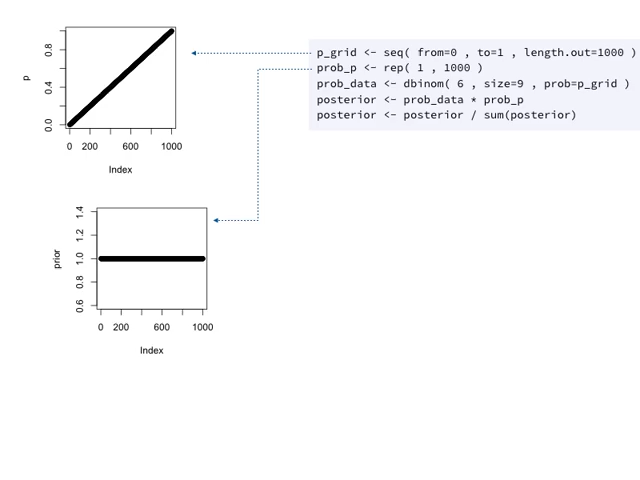 p_grid <- seq( from=0 , to=1 , length.out=1000 )
prob_p <- rep( 1 , 1000 )
prob_data <- dbinom( 6 , size=9 , prob=p_grid )
posterior <- prob_data * prob_p
posterior <- posterior / sum(posterior)
p
0.8
0.4
0.0
0 200 600 1000
Index
prior
1.4
1.2
1.0
0.8
0.6
0 200 600 1000
Index